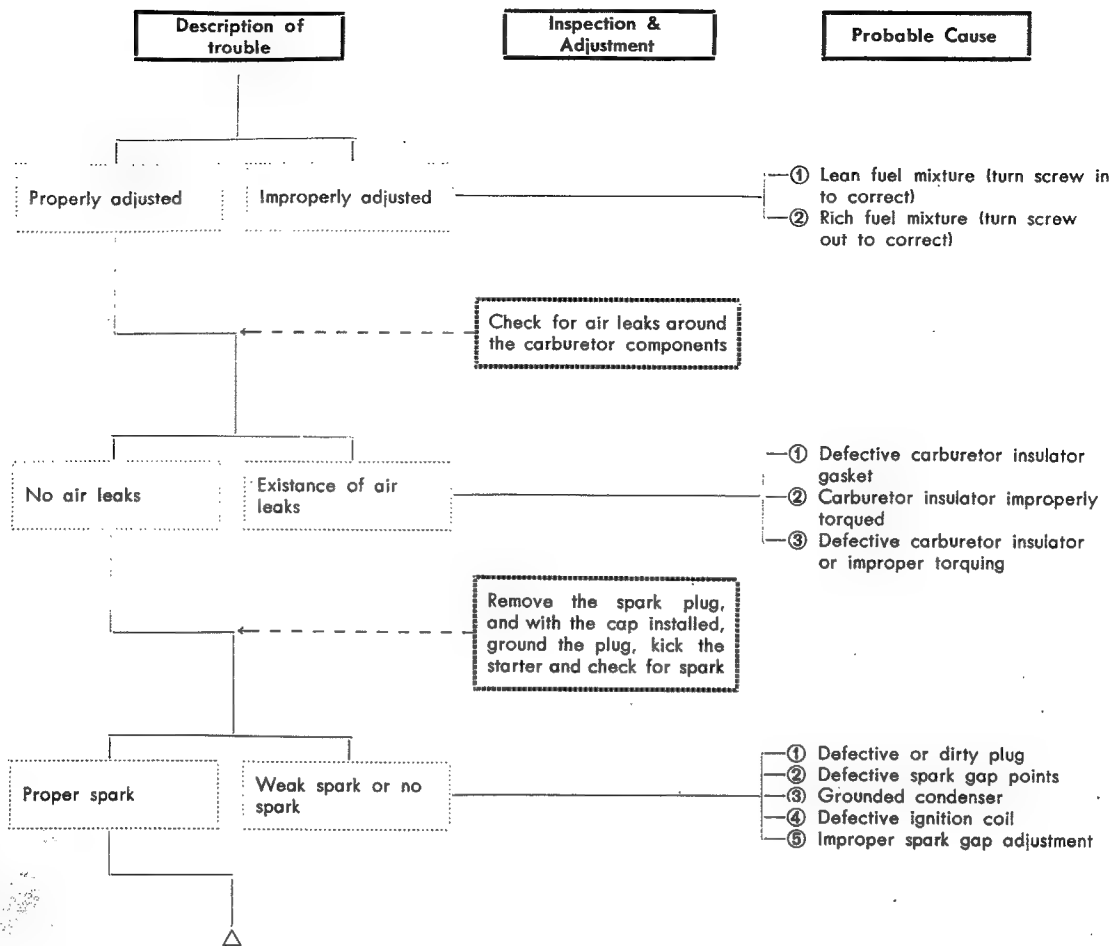 Description of
trouble
Inspection &
Adjustment
Probable Cause
Properly adjusted
Improperly adjusted
① Lean fuel mixture (turn screw in
to correct)
② Rich fuel mixture (turn screw
out to correct)
Check for air leaks around
the carburetor components
No air leaks
Existance of air
leaks
① Defective carburetor insulator
gasket
② Carburetor insulator improperly
torqued
③ Defective carburetor insulator
or improper torquing
Remove the spark plug,
and with the cap installed,
ground the plug, kick the
starter and check for spark
Proper spark
Weak spark or no
spark
① Defective or dirty plug
② Defective spark gap points
③ Grounded condenser
④ Defective ignition coil
⑤ Improper spark gap adjustment